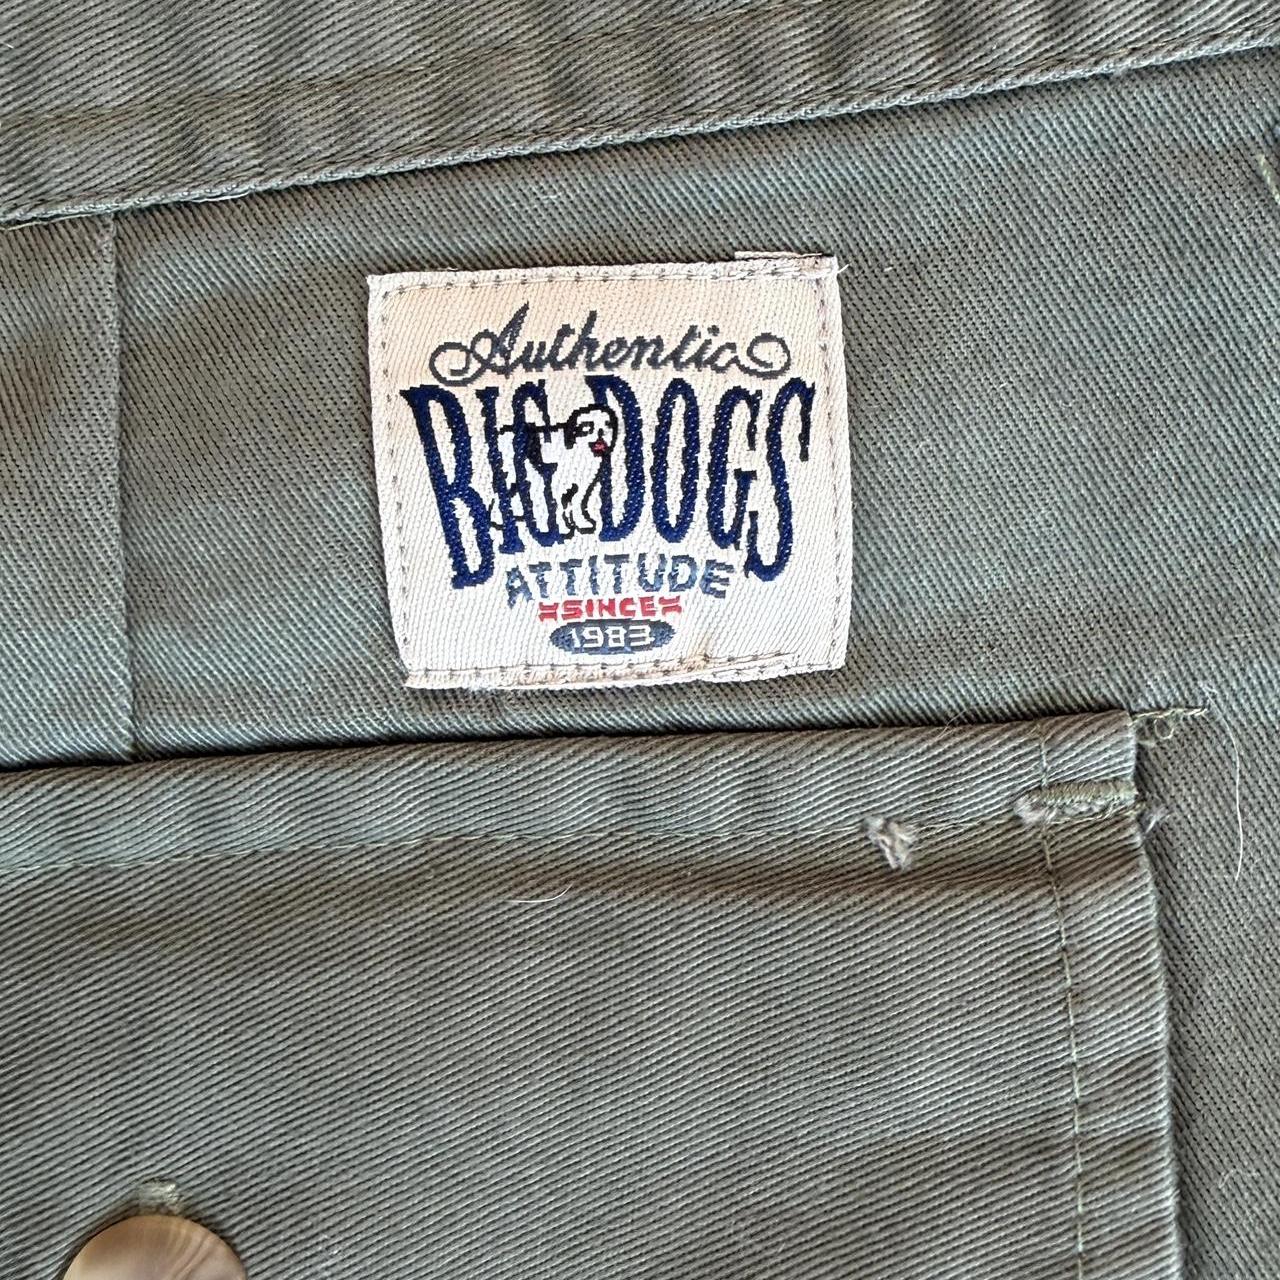 Authentic
BIG DOGS
ATTITUDE
SINCE
1983